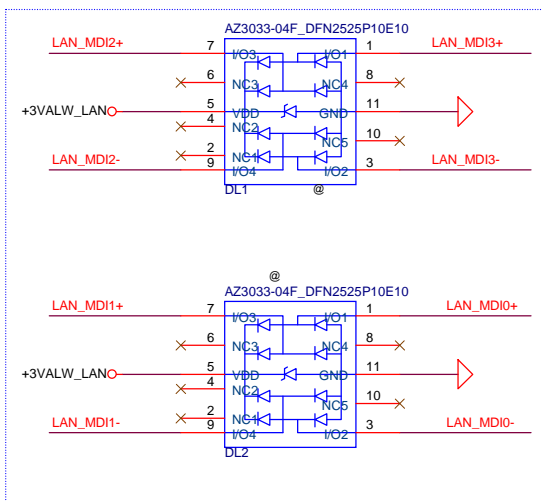 AZ3033-04F_DFN2525P10E10
LAN_MDI2+ 7 I/O3 I/O1 1 LAN_MDI3+
6 NC3 NC4 8
+3VALW_LAN 5 VDD GND 11
4 NC2 NC5 10
2 NC1
LAN_MDI2- 9 I/O4 I/O2 3 LAN_MDI3-
DL1 @
@
AZ3033-04F_DFN2525P10E10
LAN_MDI1+ 7 I/O3 I/O1 1 LAN_MDI0+
6 NC3 NC4 8
+3VALW_LAN 5 VDD GND 11
4 NC2 NC5 10
2 NC1
LAN_MDI1- 9 I/O4 I/O2 3 LAN_MDI0-
DL2